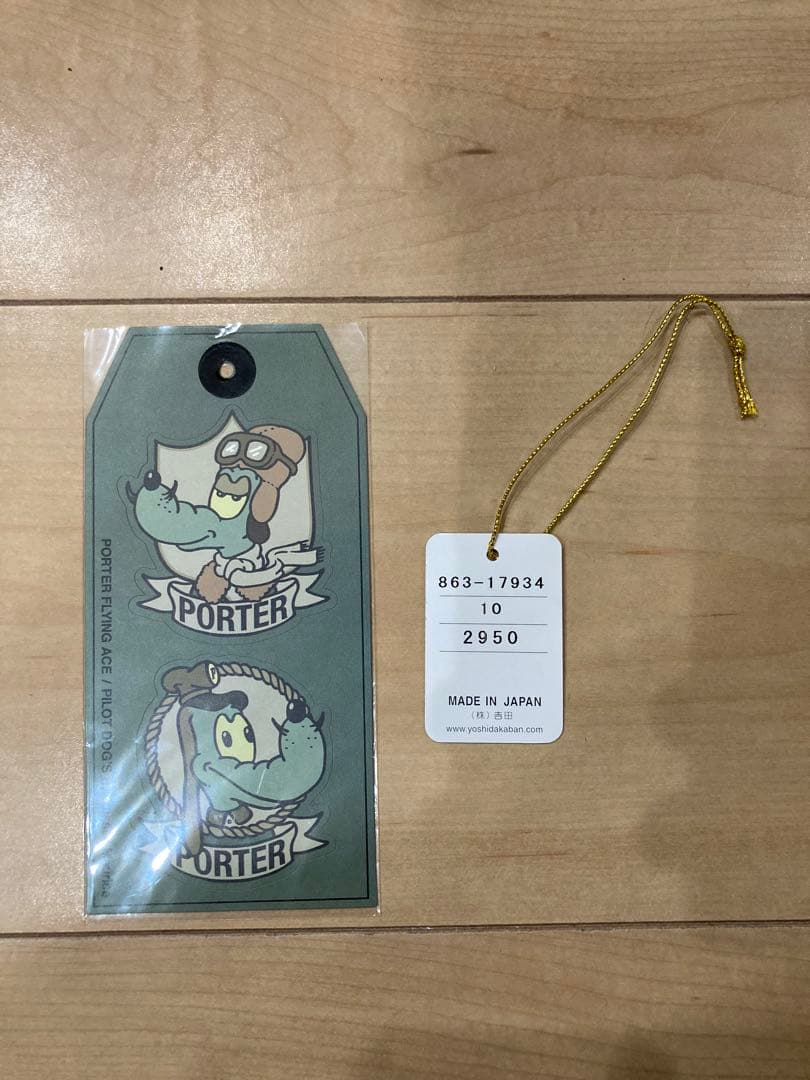 PORTER FLYING ACE / PILOT DOG'S
PORTER
PORTER
863-17934
10
2950
MADE IN JAPAN
(株)吉田
www.yoshidakaban.com